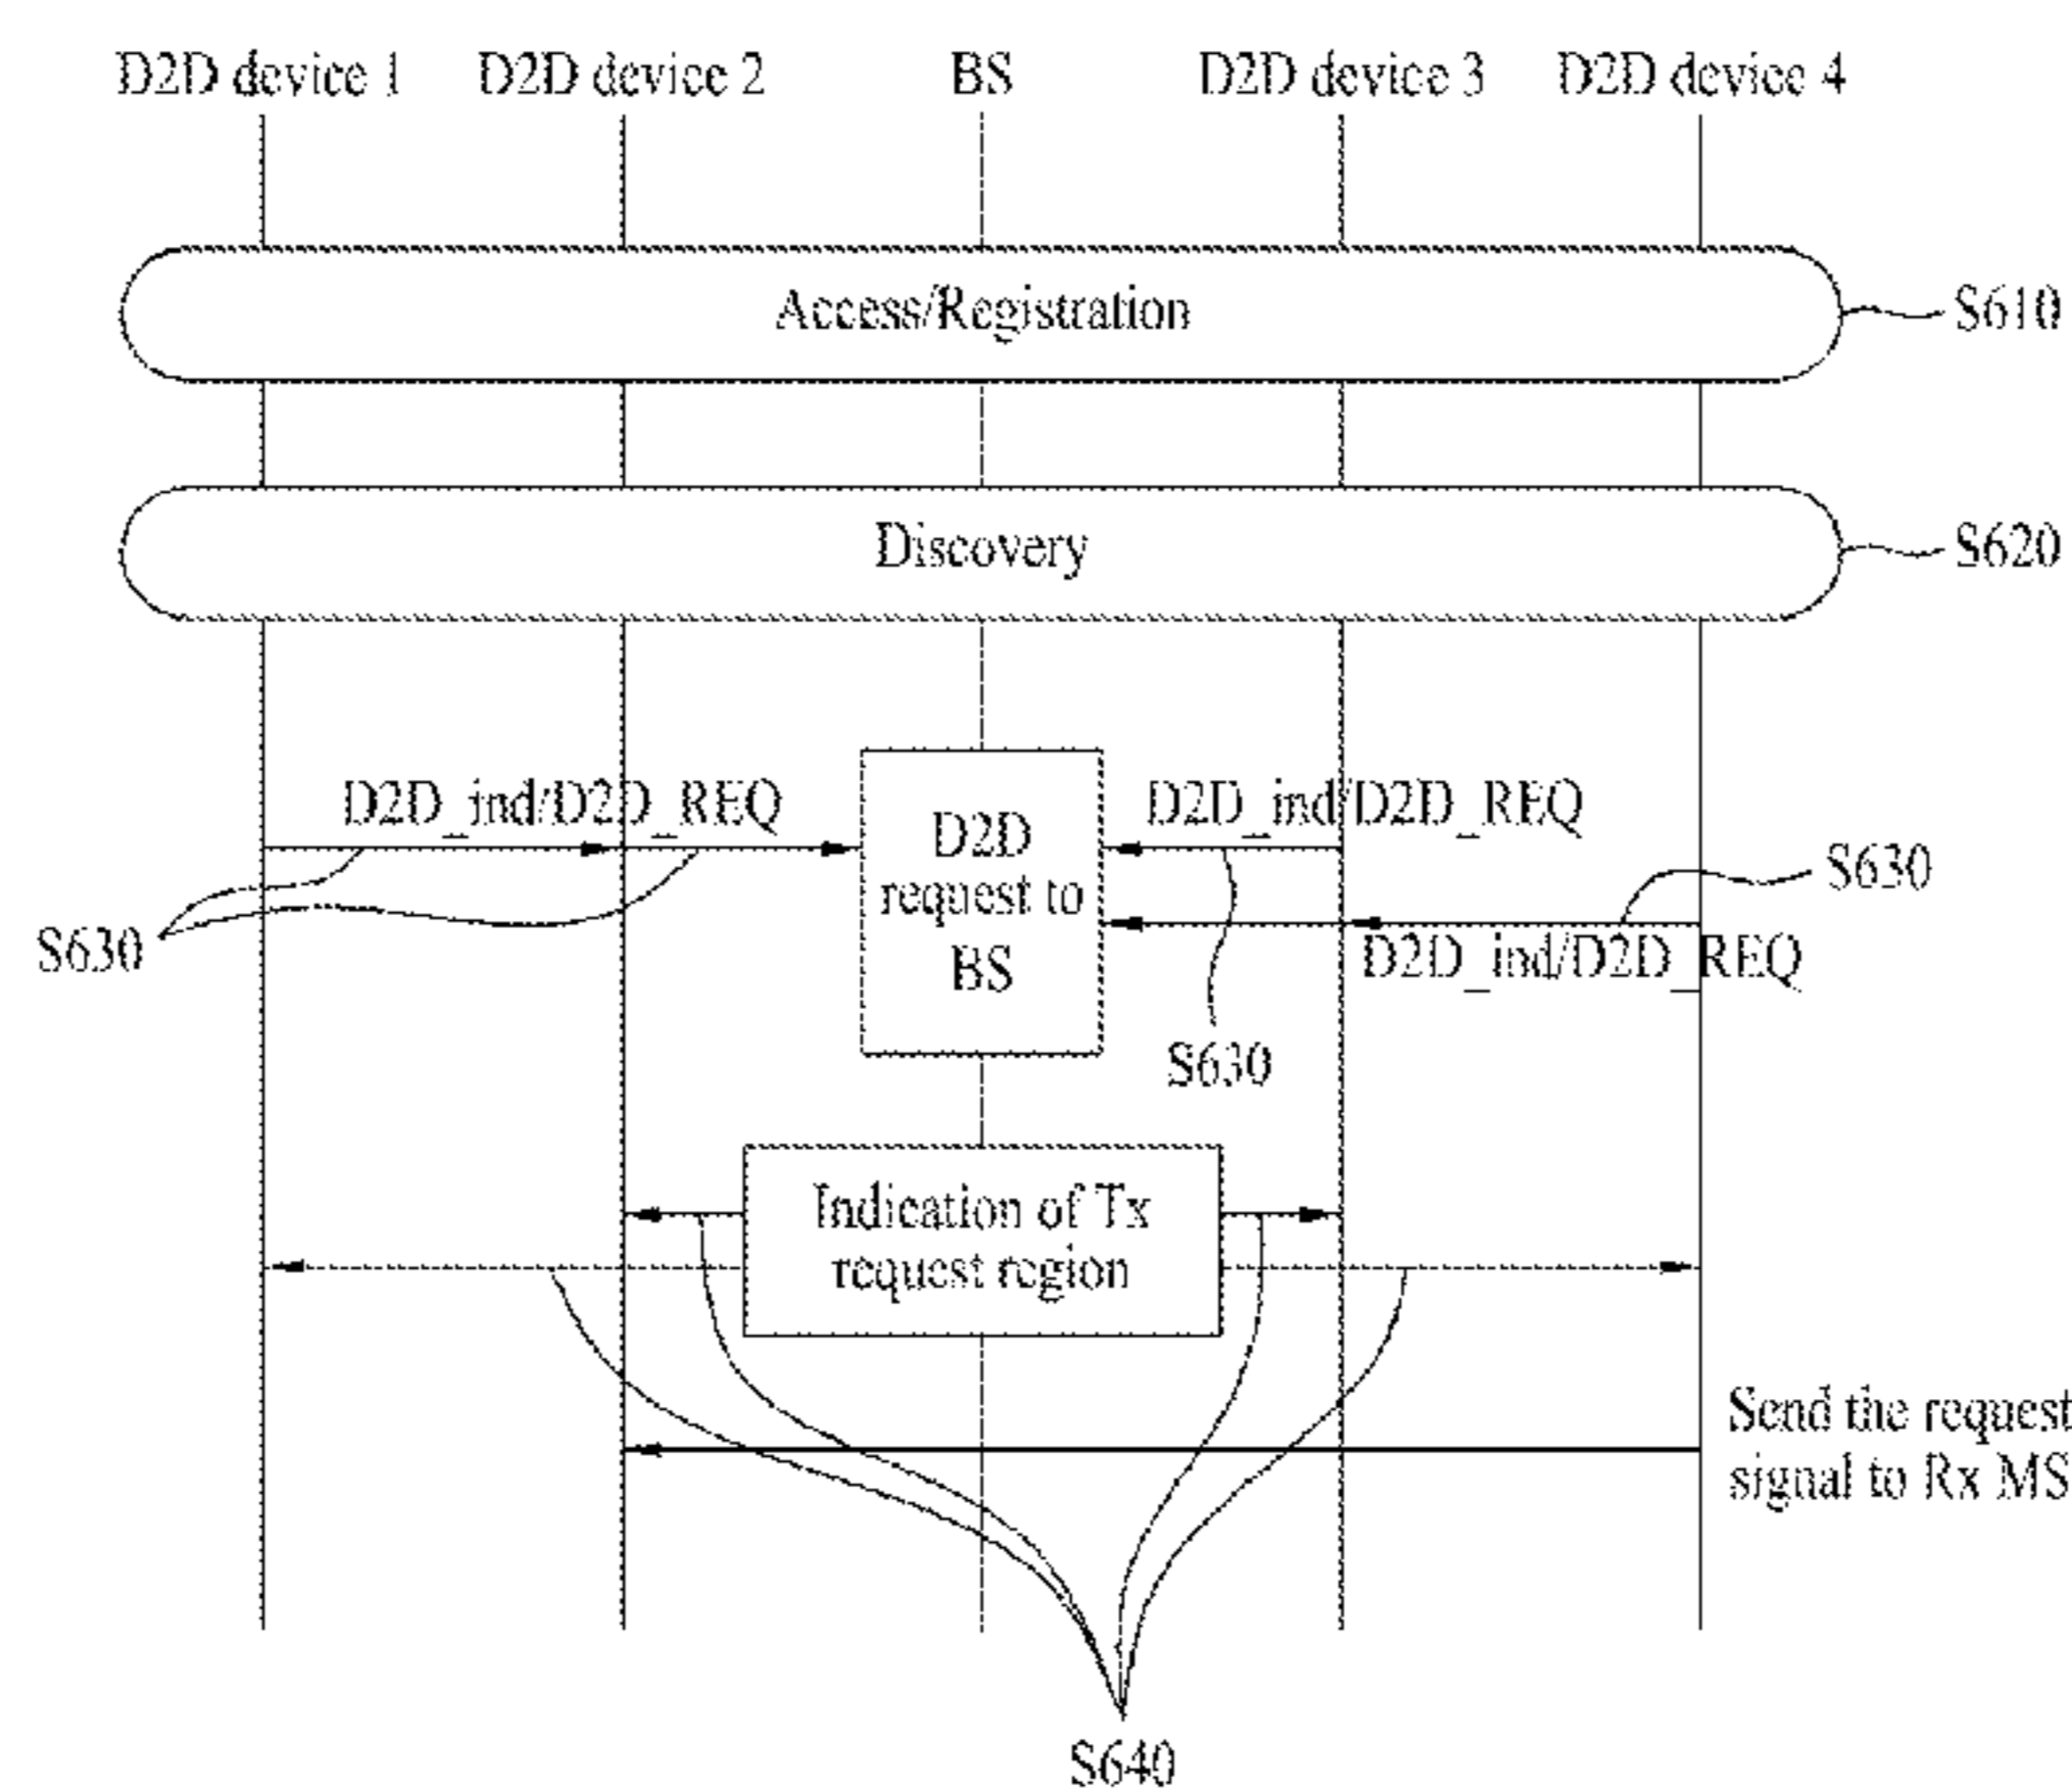 D2D device 1
D2D device 2
BS
D2D device 3
D2D device 4
Access/Registration
S610
Discovery
S620
D2D_ind/D2D_REQ
D2D_ind/D2D_REQ
D2D
request to
BS
S630
S630
D2D_ind/D2D_REQ
S630
Indication of Tx
request region
Send the request
signal to Rx MS
S640